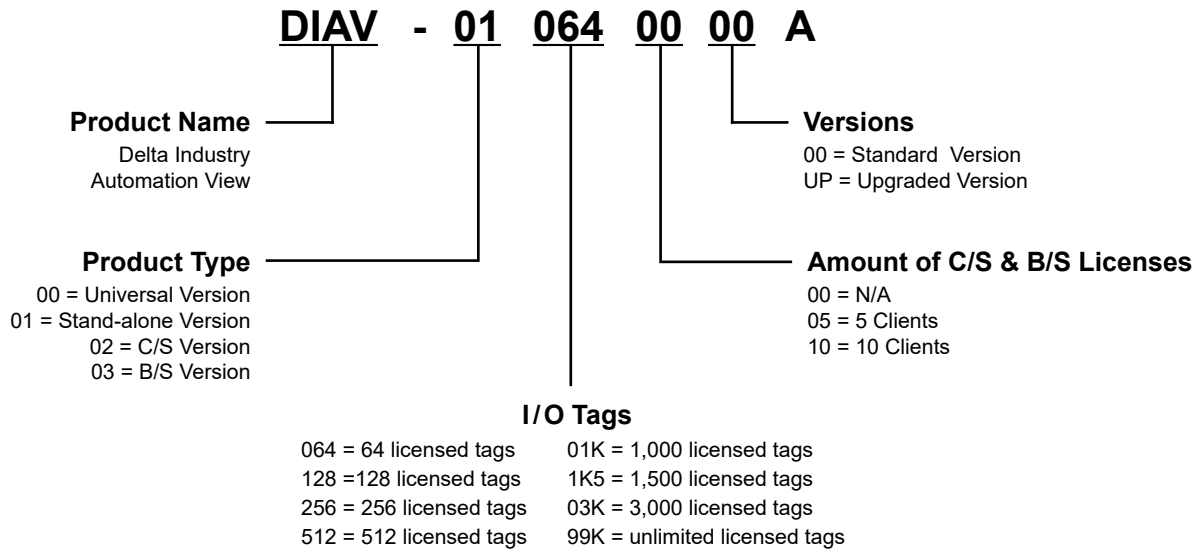 DIAV - 01 064 00 00 A
Product Name
Delta Industry
Automation View
Versions
00 = Standard Version
UP = Upgraded Version
Product Type
00 = Universal Version
01 = Stand-alone Version
02 = C/S Version
03 = B/S Version
Amount of C/S & B/S Licenses
00 = N/A
05 = 5 Clients
10 = 10 Clients
I/O Tags
064 = 64 licensed tags
128 =128 licensed tags
256 = 256 licensed tags
512 = 512 licensed tags
01K = 1,000 licensed tags
1K5 = 1,500 licensed tags
03K = 3,000 licensed tags
99K = unlimited licensed tags